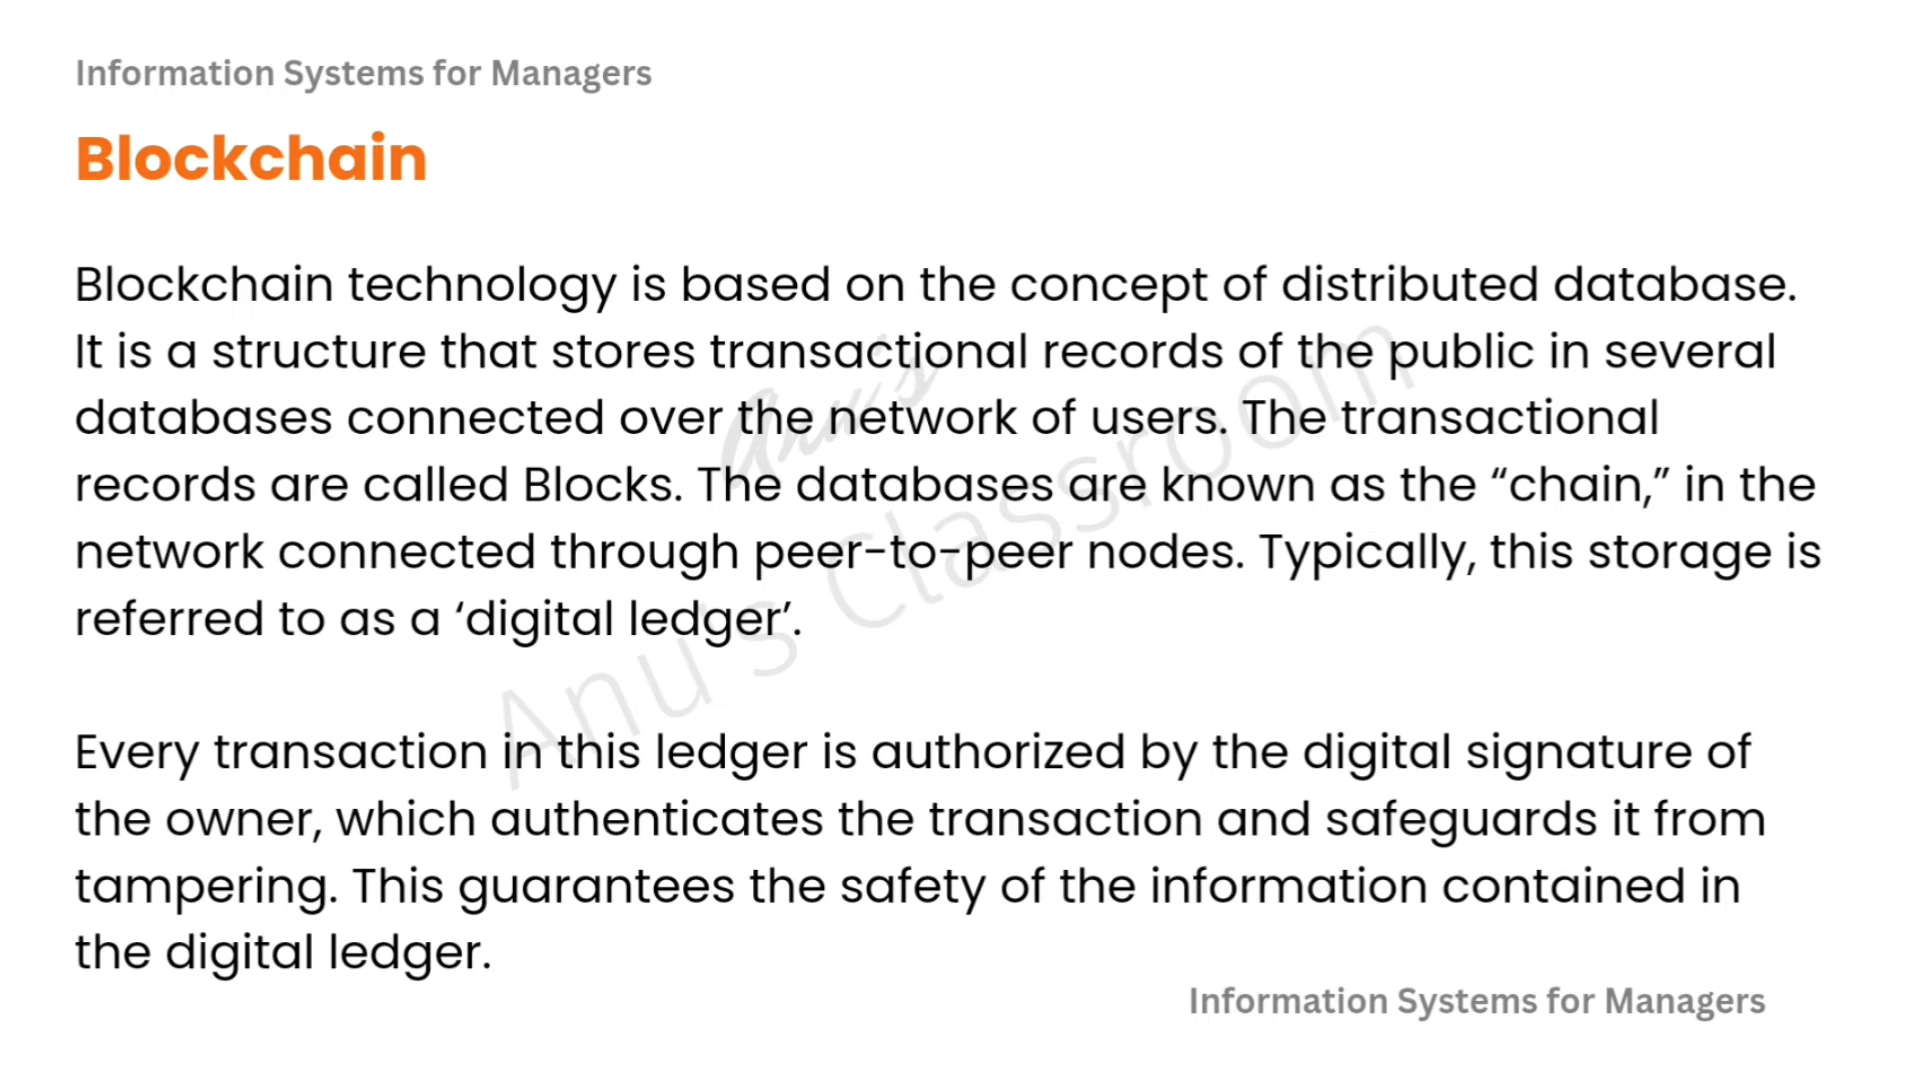 Information Systems for Managers
Blockchain
Blockchain technology is based on the concept of distributed database.
It is a structure that stores transactional records of the public in several
databases connected over the network of users. The transactional
records are called Blocks. The databases are known as the “chain,” in the
network connected through peer-to-peer nodes. Typically, this storage is
referred to as a ‘digital ledger’.
Every transaction in this ledger is authorized by the digital signature of
the owner, which authenticates the transaction and safeguards it from
tampering. This guarantees the safety of the information contained in
the digital ledger.
Information Systems for Managers
Anu's
Anu's Classroom